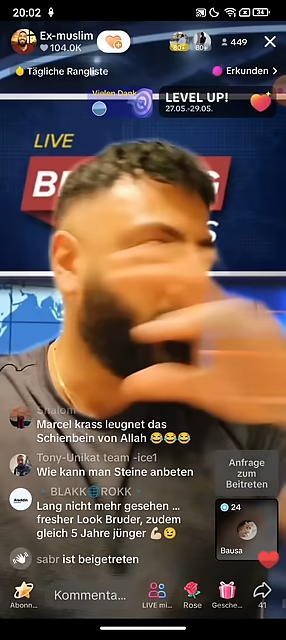 20:02
34
Ex-muslim
104.0K
60+
80+
449
Tägliche Rangliste
Erkunden >
Vielen Dank
LEVEL UP!
27.05.-29.05.
LIVE
Shalom
Marcel krass leugnet das
Schienbein von Allah 😂😂😂
Tony-Unikat team -ice1
Wie kann man Steine anbeten
BLAKK🌐ROKK
Lang nicht mehr gesehen ...
fresher Look Bruder, zudem
gleich 5 Jahre jünger 💪🏻😉
sabr ist beigetreten
Anfrage
zum
Beitreten
24
Bausa
Abonn...
Kommenta...
LIVE mi...
Rose
Gesche...
41